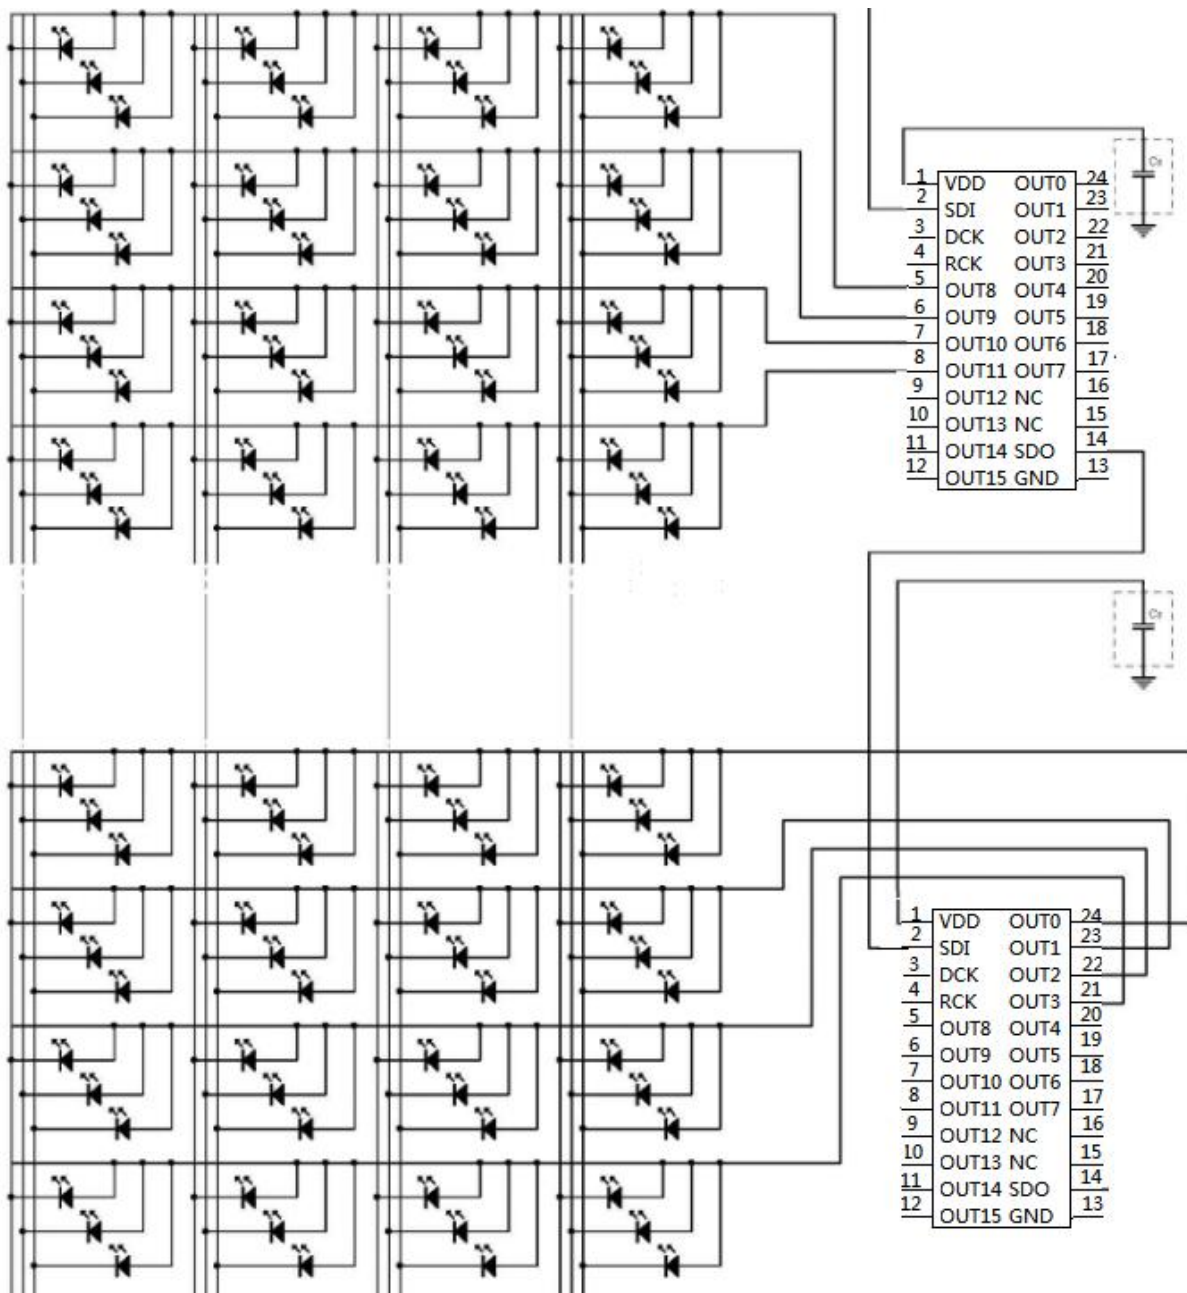 Cs
1 VDD OUT0 24
2 SDI OUT1 23
3 DCK OUT2 22
4 RCK OUT3 21
5 OUT8 OUT4 20
6 OUT9 OUT5 19
7 OUT10 OUT6 18
8 OUT11 OUT7 17
9 OUT12 NC 16
10 OUT13 NC 15
11 OUT14 SDO 14
12 OUT15 GND 13
1 VDD OUT0 24
2 SDI OUT1 23
3 DCK OUT2 22
4 RCK OUT3 21
5 OUT8 OUT4 20
6 OUT9 OUT5 19
7 OUT10 OUT6 18
8 OUT11 OUT7 17
9 OUT12 NC 16
10 OUT13 NC 15
11 OUT14 SDO 14
12 OUT15 GND 13